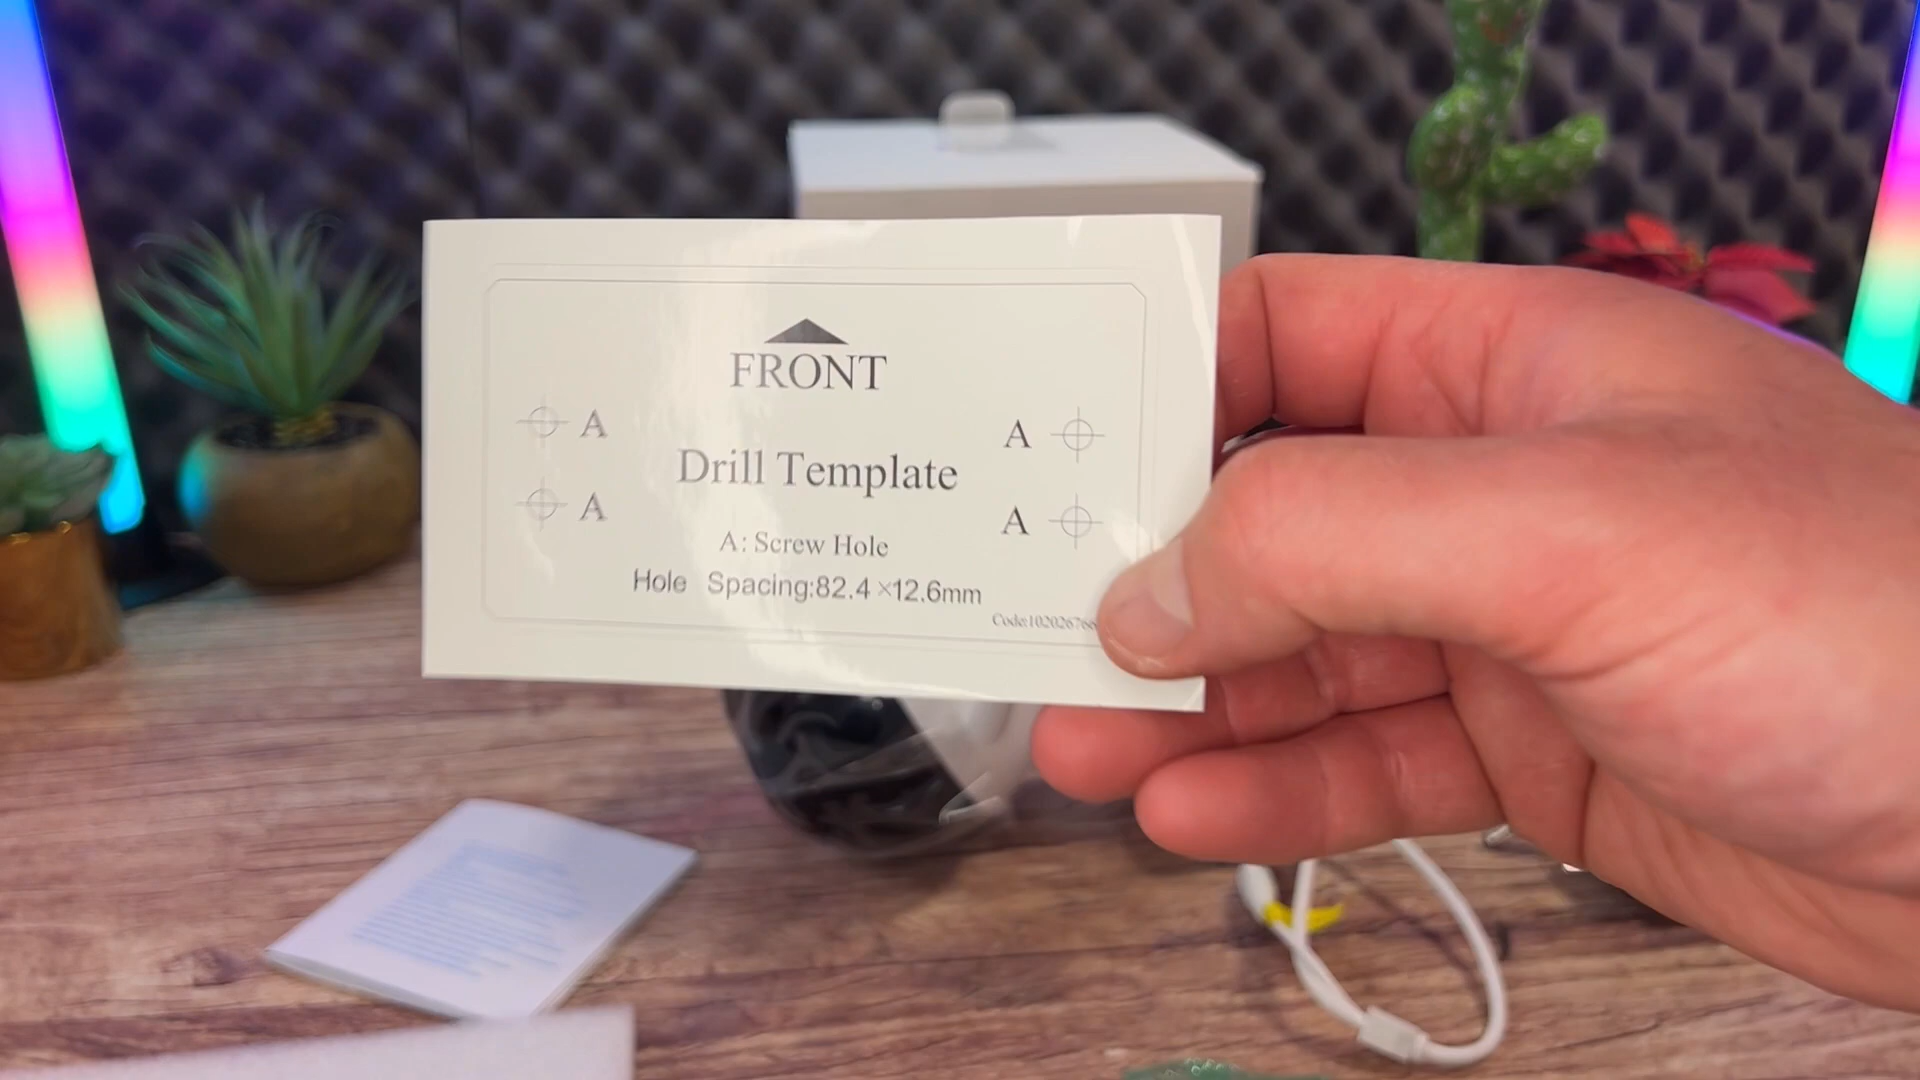 FRONT
A A
Drill Template
A A
A: Screw Hole
Hole Spacing:82.4×12.6mm